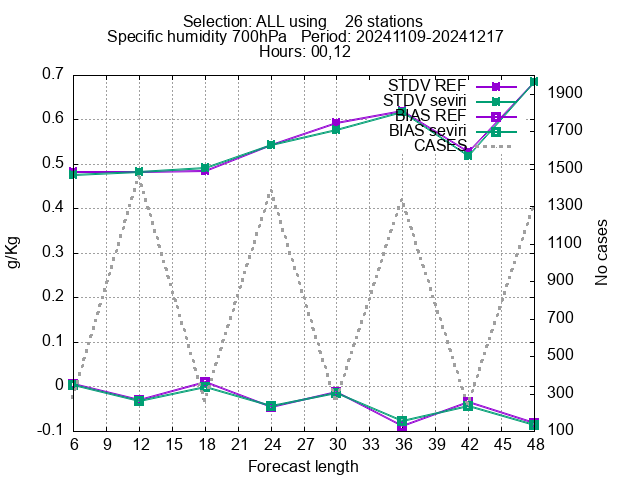 Selection: ALL using    26 stations
Specific humidity 700hPa   Period: 20241109-20241217
Hours: 00,12
STDV REF
STDV seviri
BIAS REF
BIAS seviri
CASES
0.7
0.6
0.5
0.4
0.3
0.2
0.1
0
-0.1
g/Kg
1900
1700
1500
1300
1100
900
700
500
300
100
No cases
6 9 12 15 18 21 24 27 30 33 36 39 42 45 48
Forecast length